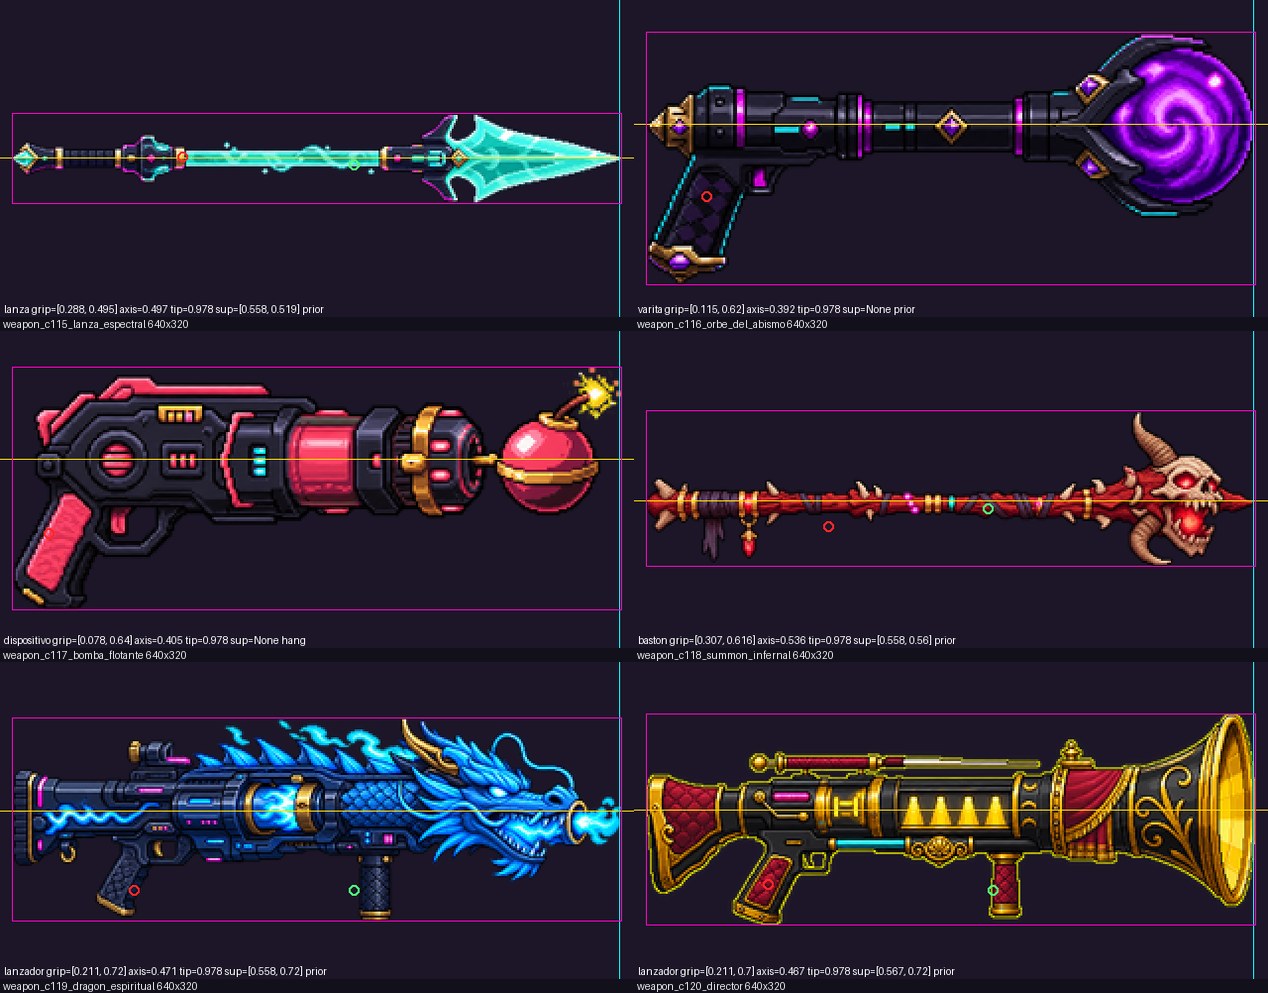 lanza grip=[0.288, 0.495] axis=0.497 tip=0.978 sup=[0.558, 0.519] prior
weapon_c115_lanza_espectral 640x320
varita grip=[0.115, 0.62] axis=0.392 tip=0.978 sup=None prior
weapon_c116_orbe_del_abismo 640x320
dispositivo grip=[0.078, 0.64] axis=0.405 tip=0.978 sup=None hang
weapon_c117_bomba_flotante 640x320
baston grip=[0.307, 0.616] axis=0.536 tip=0.978 sup=[0.558, 0.56] prior
weapon_c118_summon_infernal 640x320
lanzador grip=[0.211, 0.72] axis=0.471 tip=0.978 sup=[0.558, 0.72] prior
weapon_c119_dragon_espiritual 640x320
lanzador grip=[0.211, 0.7] axis=0.467 tip=0.978 sup=[0.567, 0.72] prior
weapon_c120_director 640x320